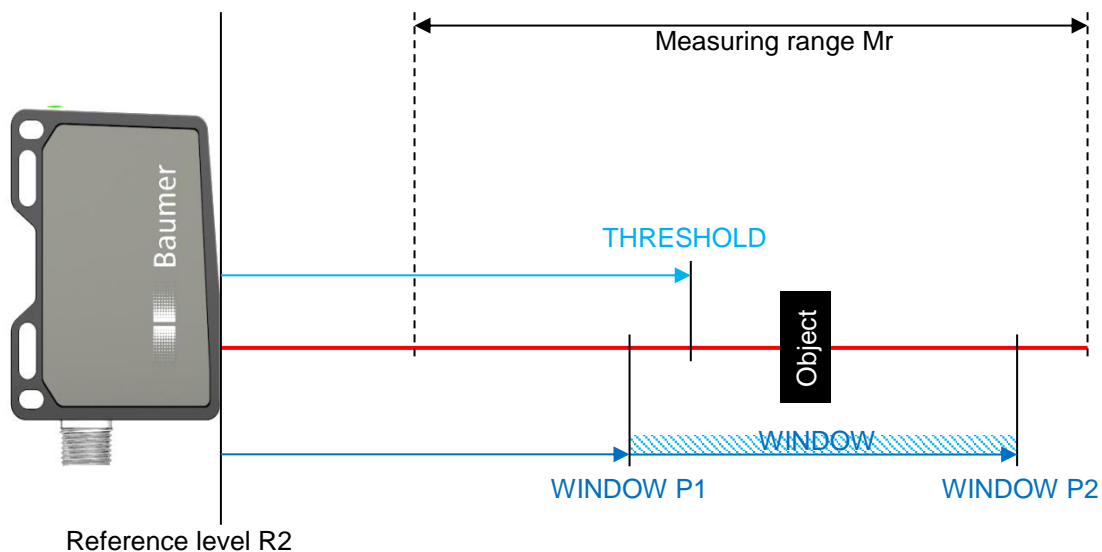 Measuring range Mr
Baumer
THRESHOLD
Object
WINDOW
WINDOW P1
WINDOW P2
Reference level R2